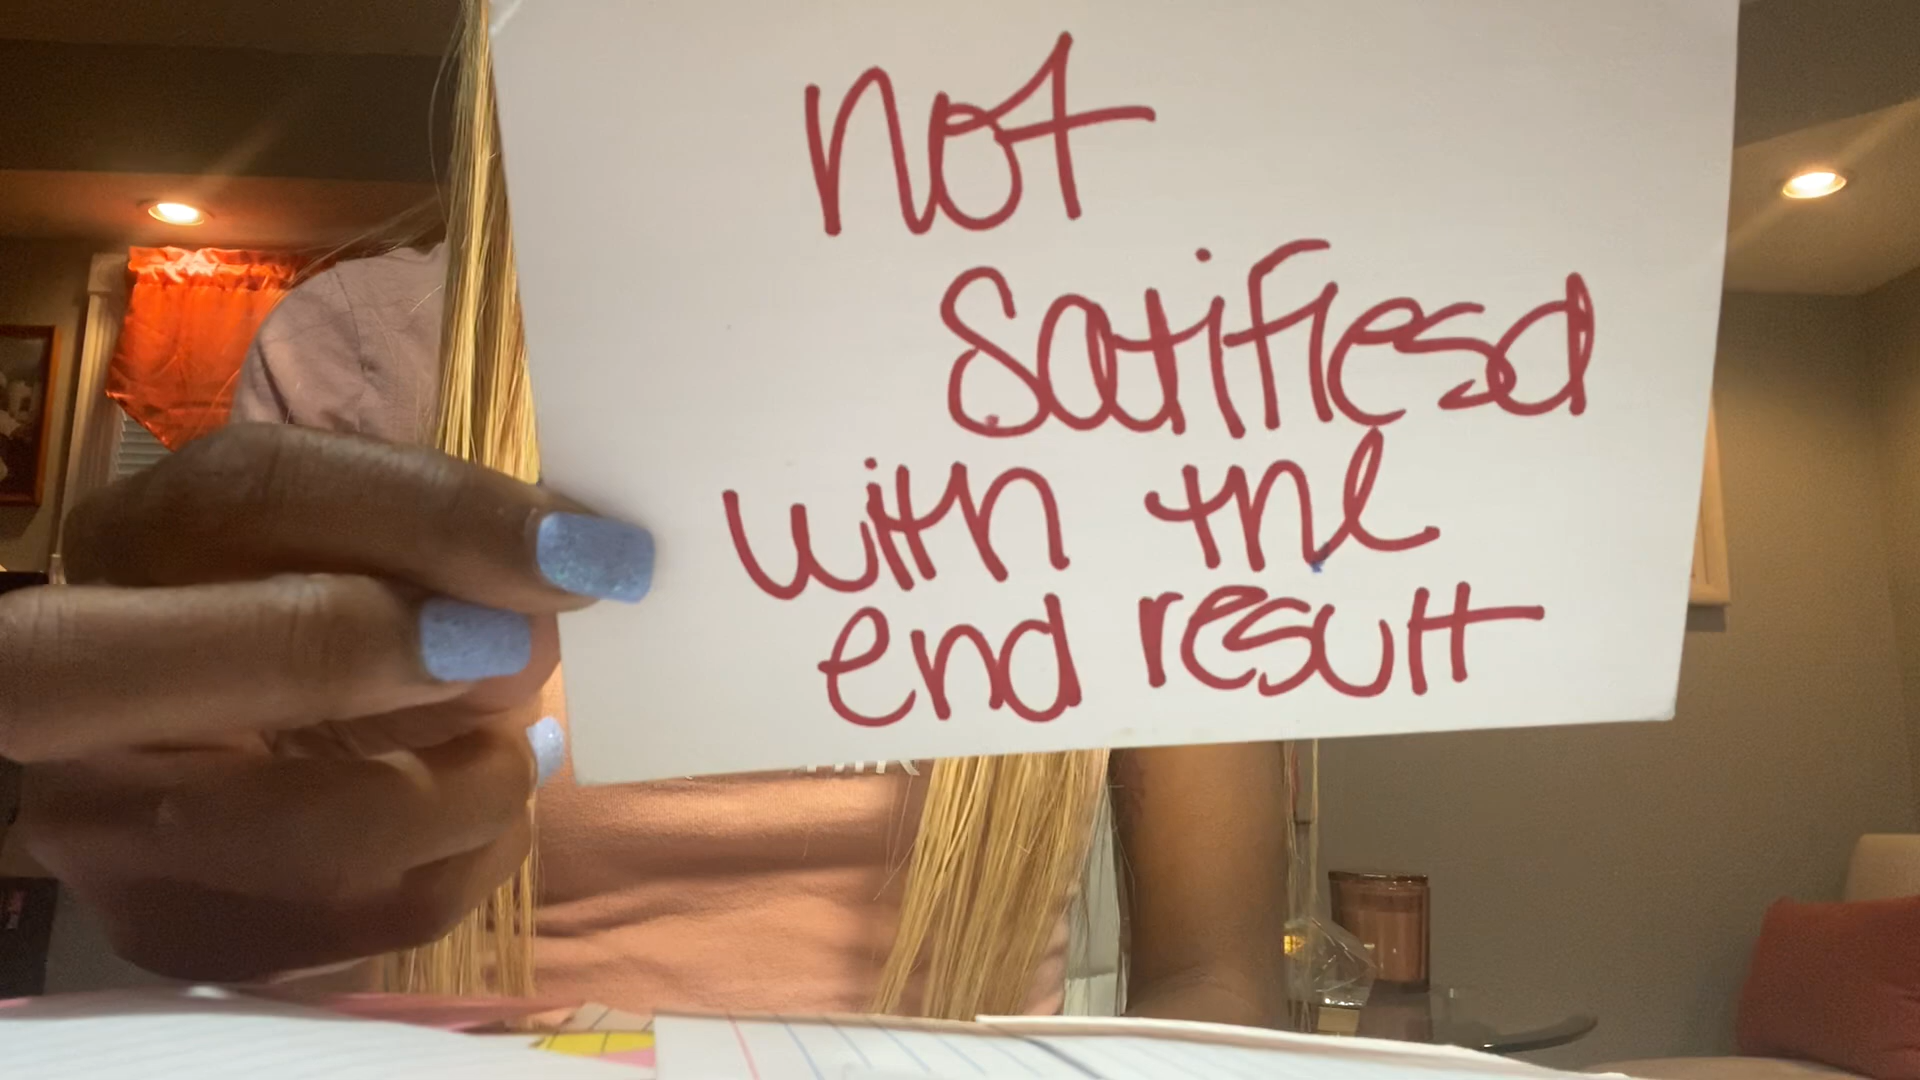 not
satifiesd
with the
end result